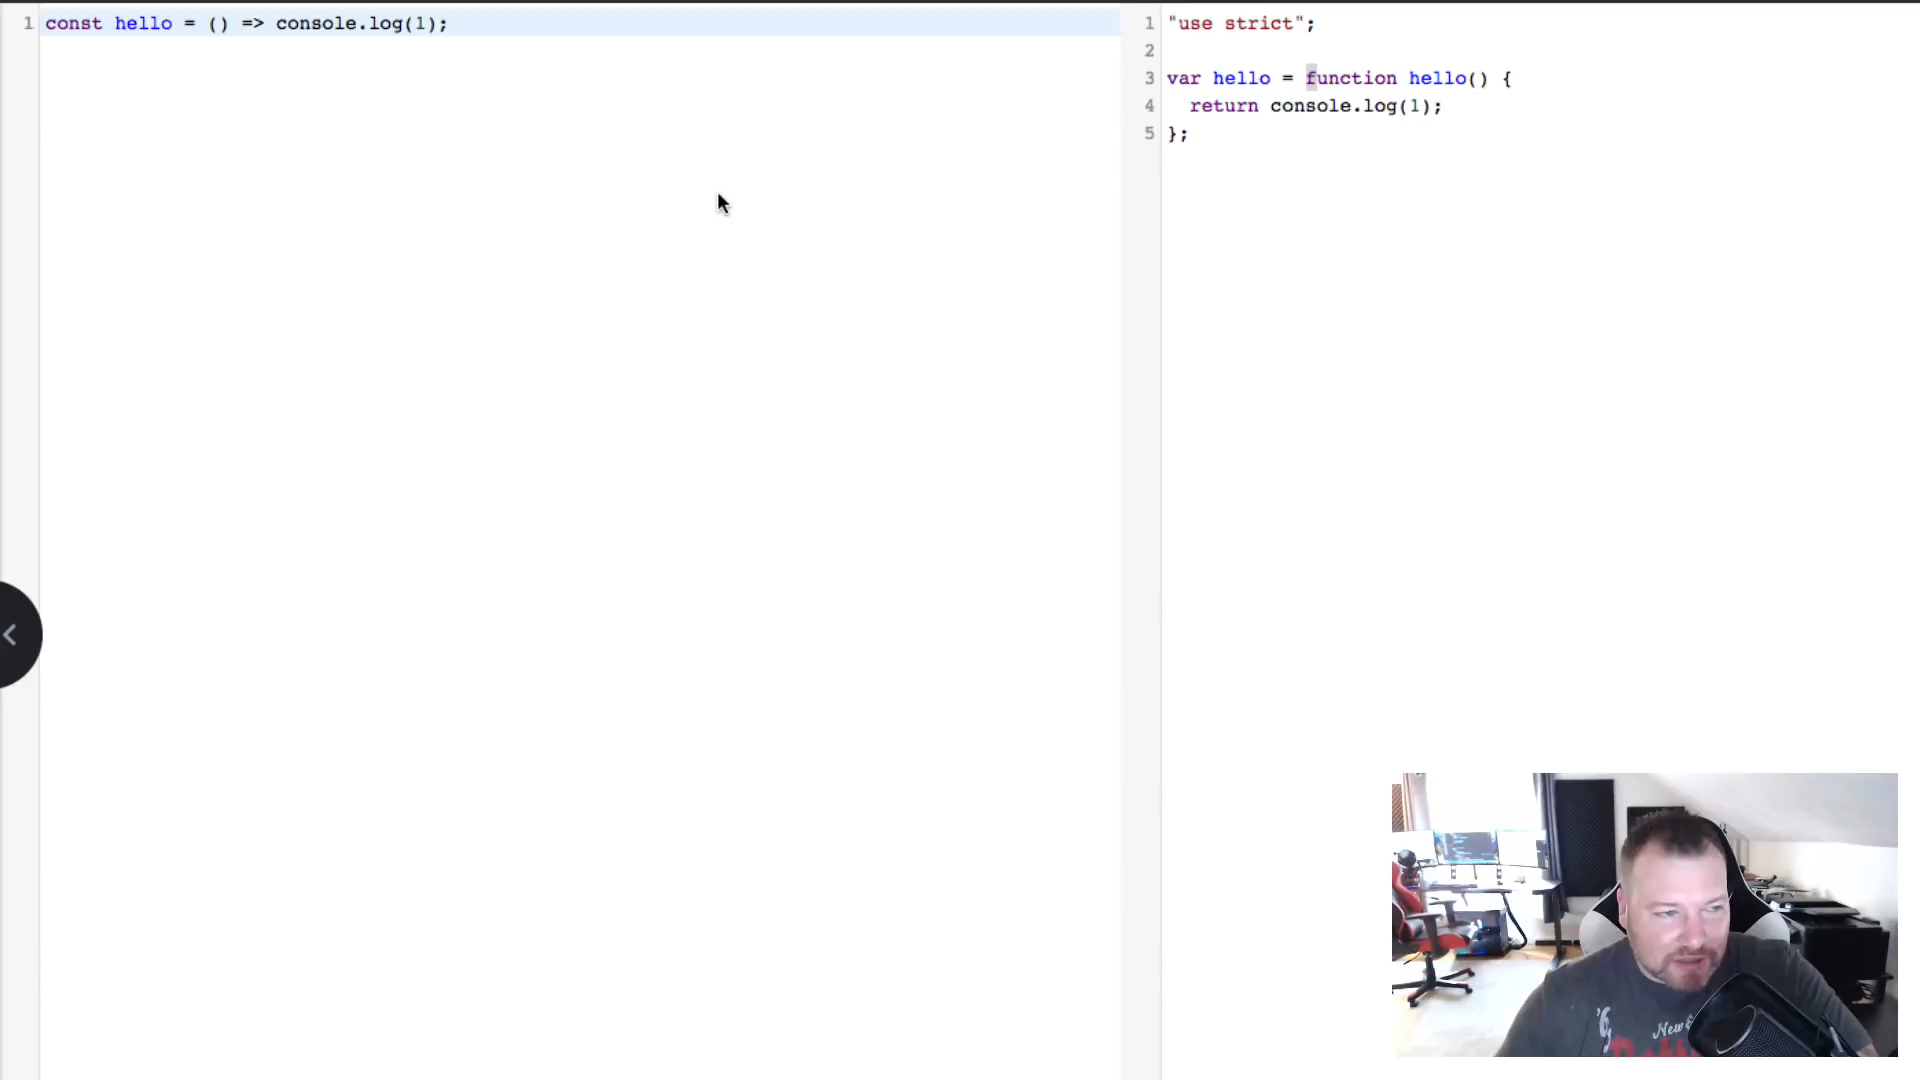 1 const hello = () => console.log(1);
1 "use strict";
2
3 var hello = function hello() {
4 return console.log(1);
5 };
New